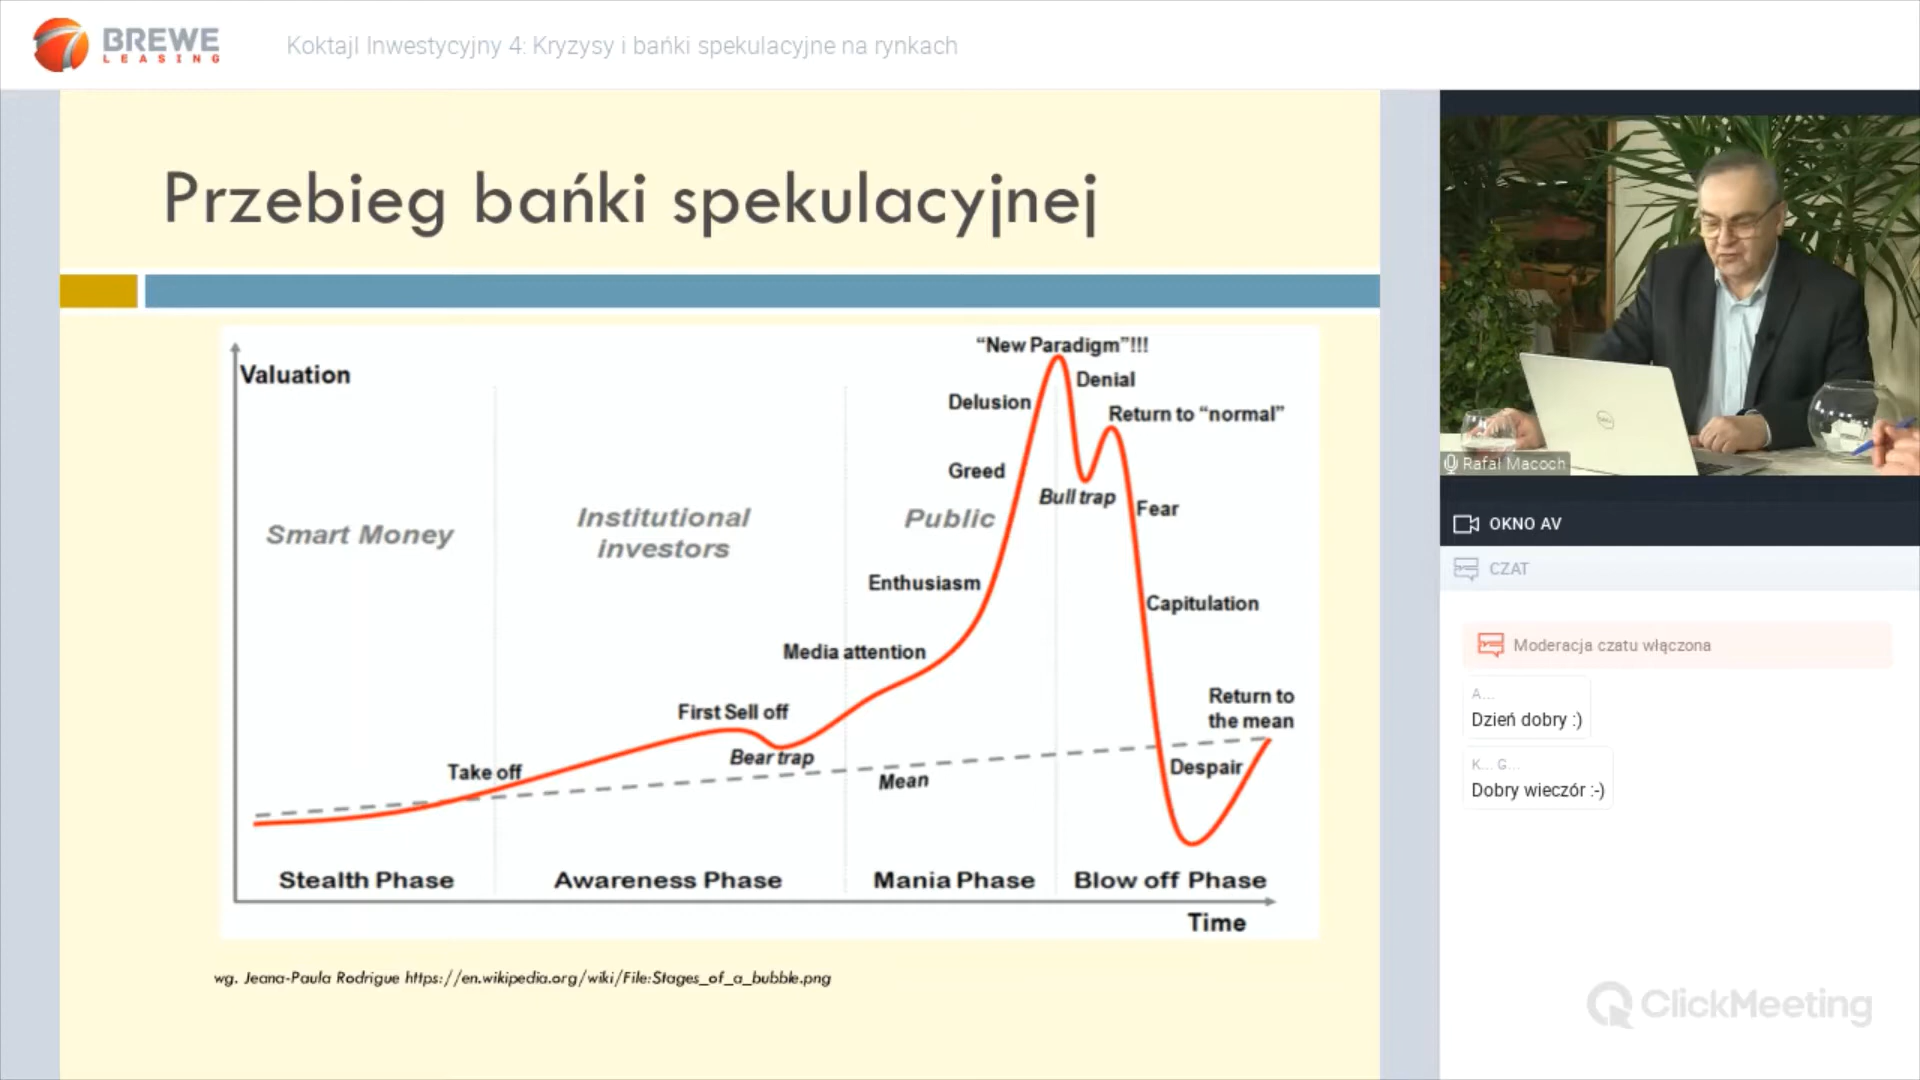 BREWE
LEASING
Koktajl Inwestycyjny 4: Kryzysy i bańki spekulacyjne na rynkach
Przebieg bańki spekulacyjnej
Valuation
“New Paradigm”!!!
Denial
Delusion
Return to “normal”
Greed
Bull trap
Fear
Smart Money
Institutional
investors
Public
Enthusiasm
Capitulation
Media attention
Return to
the mean
First Sell off
Bear trap
Take off
Mean
Despair
Stealth Phase
Awareness Phase
Mania Phase
Blow off Phase
Time
wg. Jeana-Paula Rodrigue https://en.wikipedia.org/wiki/File:Stages_of_a_bubble.png
DELL
Rafal Macoch
OKNO AV
CZAT
Moderacja czatu włączona
A...
Dzień dobry :)
K... G...
Dobry wieczór :-)
ClickMeeting